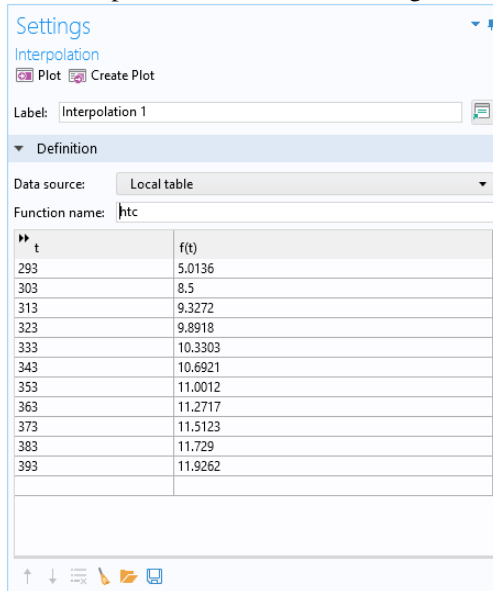 Settings
Interpolation
Plot Create Plot
Label: Interpolation 1
Definition
Data source: Local table
Function name: htc
t f(t)
293 5.0136
303 8.5
313 9.3272
323 9.8918
333 10.3303
343 10.6921
353 11.0012
363 11.2717
373 11.5123
383 11.729
393 11.9262